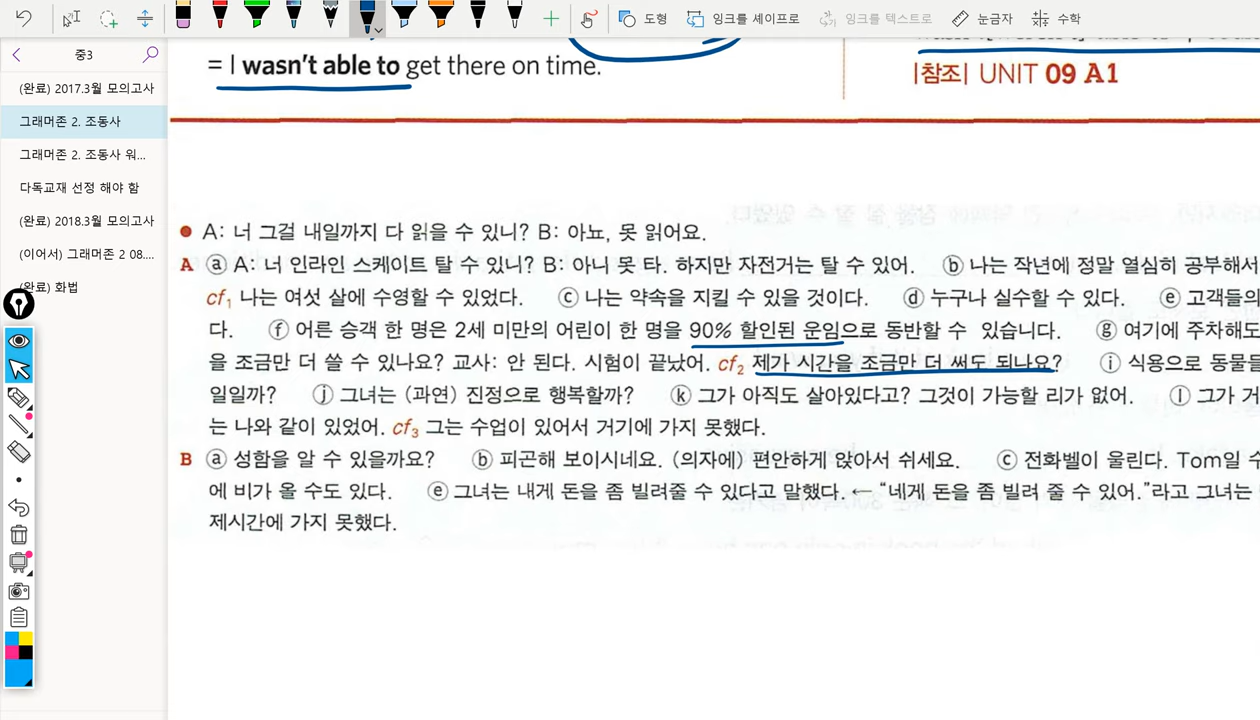 도형
잉크를 셰이프로
잉크를 텍스트로
눈금자
수학
중3
(완료) 2017.3월 모의고사
그래머존 2. 조동사
그래머존 2. 조동사 워...
다독교재 선정 해야 함
(완료) 2018.3월 모의고사
(이어서) 그래머존 2 08....
(완료) 화법
= I wasn't able to get there on time.
|참조| UNIT 09 A1
● A: 너 그걸 내일까지 다 읽을 수 있니? B: 아뇨, 못 읽어요.
A ⓐ A: 너 인라인 스케이트 탈 수 있니? B: 아니 못 타. 하지만 자전거는 탈 수 있어. ⓑ 나는 작년에 정말 열심히 공부해서
cf1 나는 여섯 살에 수영할 수 있었다. ⓒ 나는 약속을 지킬 수 있을 것이다. ⓓ 누구나 실수할 수 있다. ⓔ 고객들의
다. ⓕ 어른 승객 한 명은 2세 미만의 어린이 한 명을 90% 할인된 운임으로 동반할 수 있습니다. ⓖ 여기에 주차해도
을 조금만 더 쓸 수 있나요? 교사: 안 된다. 시험이 끝났어. cf2 제가 시간을 조금만 더 써도 되나요? ⓘ 식용으로 동물을
일일까? ⓙ 그녀는 (과연) 진정으로 행복할까? ⓚ 그가 아직도 살아있다고? 그것이 가능할 리가 없어. ⓛ 그가 거
는 나와 같이 있었어. cf3 그는 수업이 있어서 거기에 가지 못했다.
B ⓐ 성함을 알 수 있을까요? ⓑ 피곤해 보이시네요. (의자에) 편안하게 앉아서 쉬세요. ⓒ 전화벨이 울린다. Tom일 수
에 비가 올 수도 있다. ⓔ 그녀는 내게 돈을 좀 빌려줄 수 있다고 말했다. ← “네게 돈을 좀 빌려 줄 수 있어.”라고 그녀는
제시간에 가지 못했다.